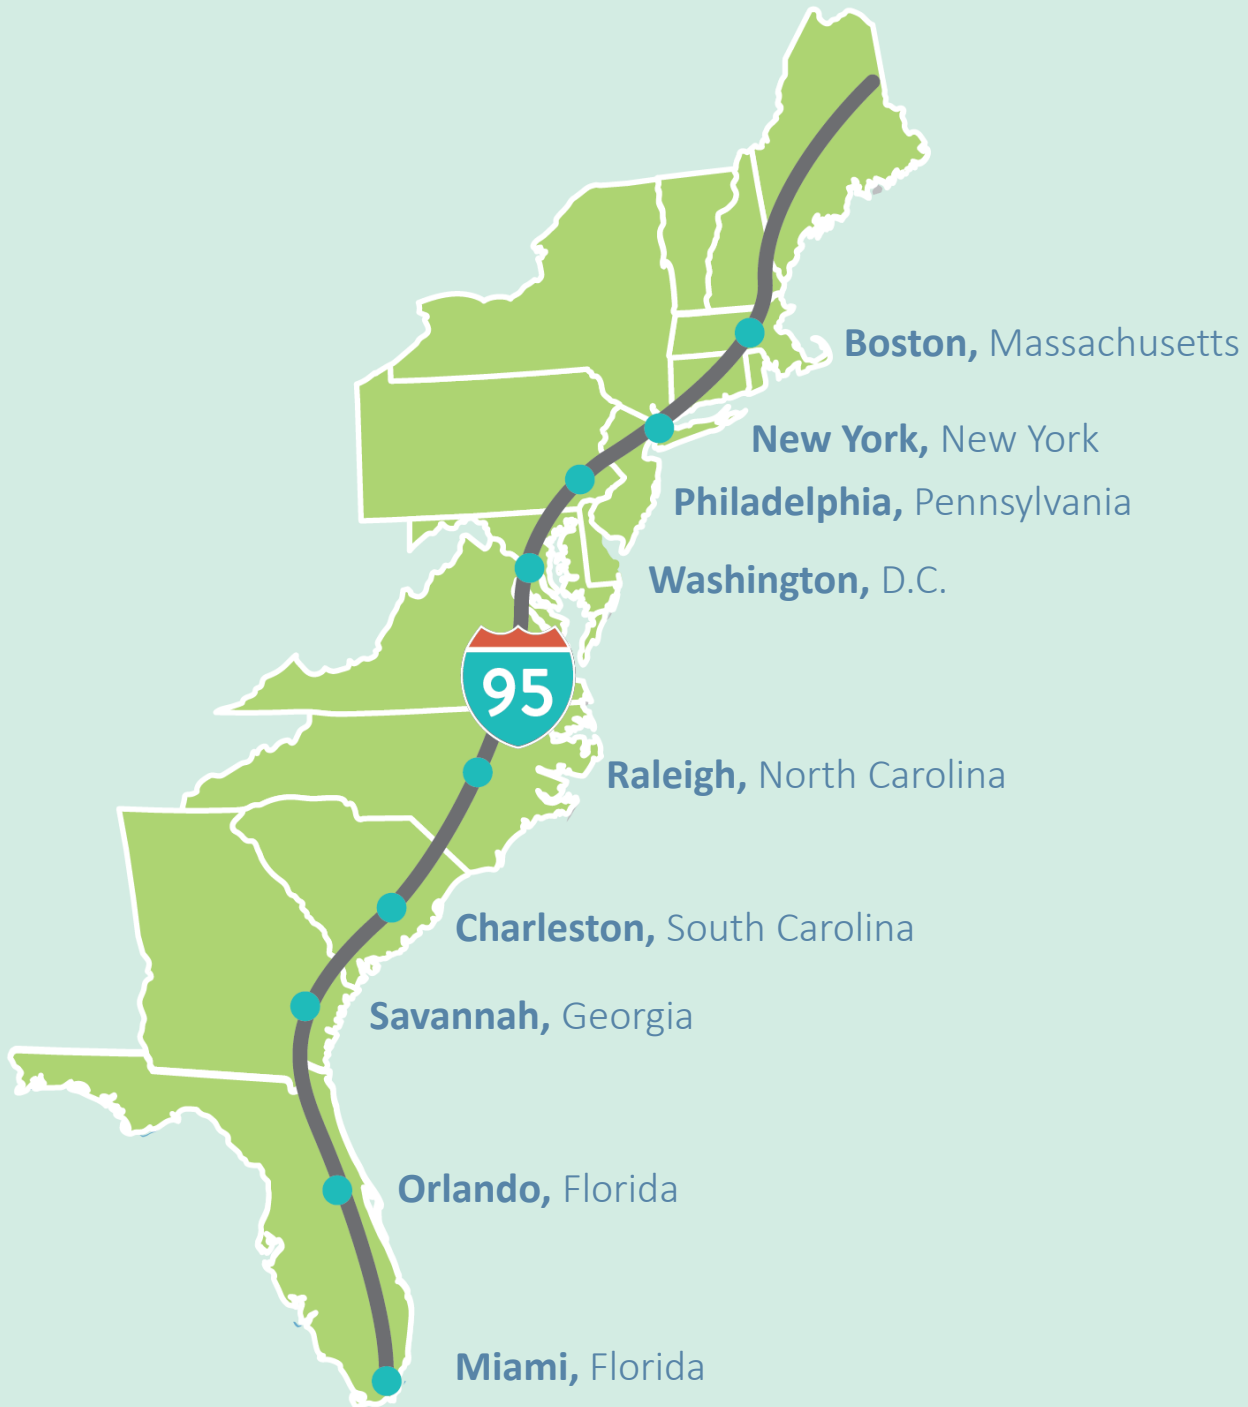 Boston, Massachusetts
New York, New York
Philadelphia, Pennsylvania
Washington, D.C.
95
Raleigh, North Carolina
Charleston, South Carolina
Savannah, Georgia
Orlando, Florida
Miami, Florida